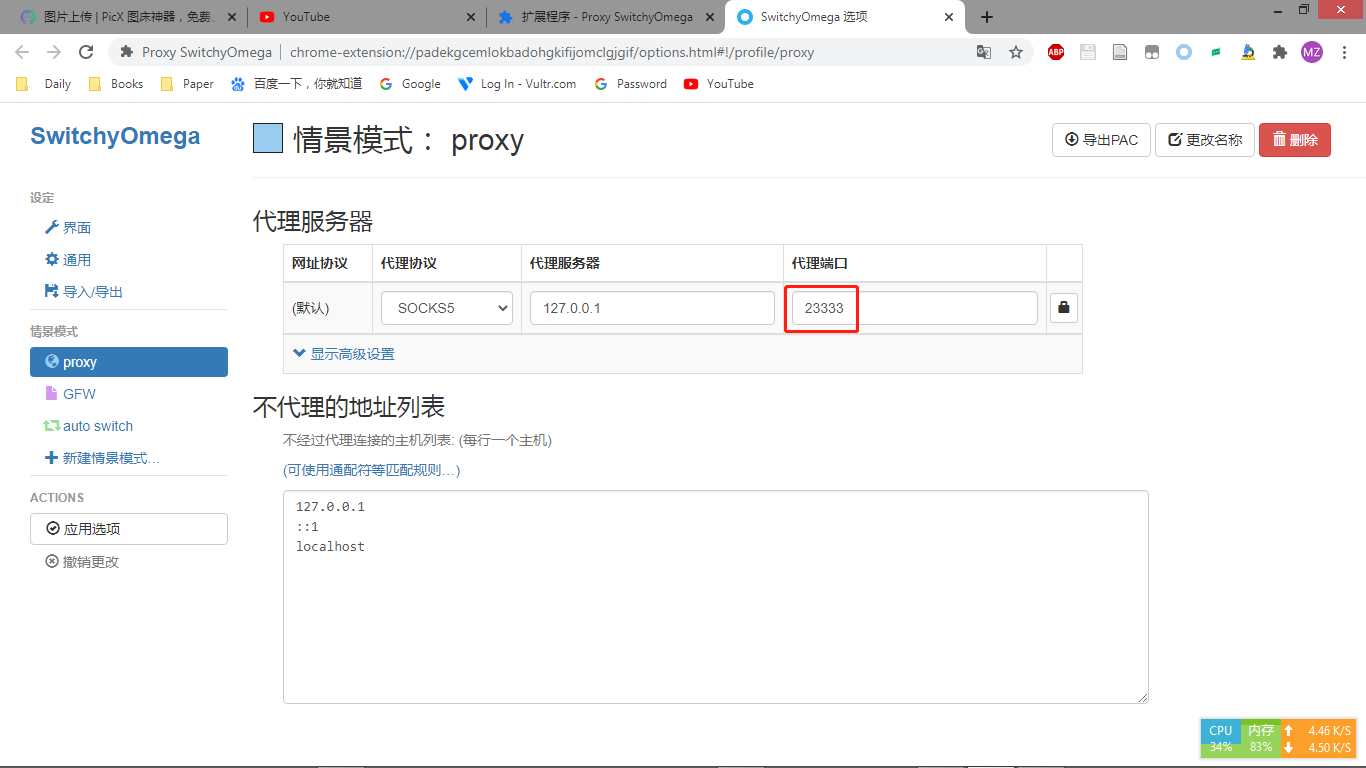 图片上传 | PicX 图床神器，免费、
YouTube
扩展程序 - Proxy SwitchyOmega
SwitchyOmega 选项
Proxy SwitchyOmega | chrome-extension://padekgcemlokbadohgkifijomclgjgif/options.html#!/profile/proxy
ABP
MZ
Daily Books Paper 百度一下，你就知道 Google Log In - Vultr.com Password YouTube
SwitchyOmega
情景模式： proxy
导出PAC
更改名称
删除
设定
界面
通用
导入/导出
情景模式
proxy
GFW
auto switch
新建情景模式…
ACTIONS
应用选项
撤销更改
代理服务器
网址协议 代理协议 代理服务器 代理端口
(默认) SOCKS5 127.0.0.1 23333
显示高级设置
不代理的地址列表
不经过代理连接的主机列表: (每行一个主机)
(可使用通配符等匹配规则…)
127.0.0.1
::1
localhost
CPU 内存 4.46 K/S
34% 83% 4.50 K/S